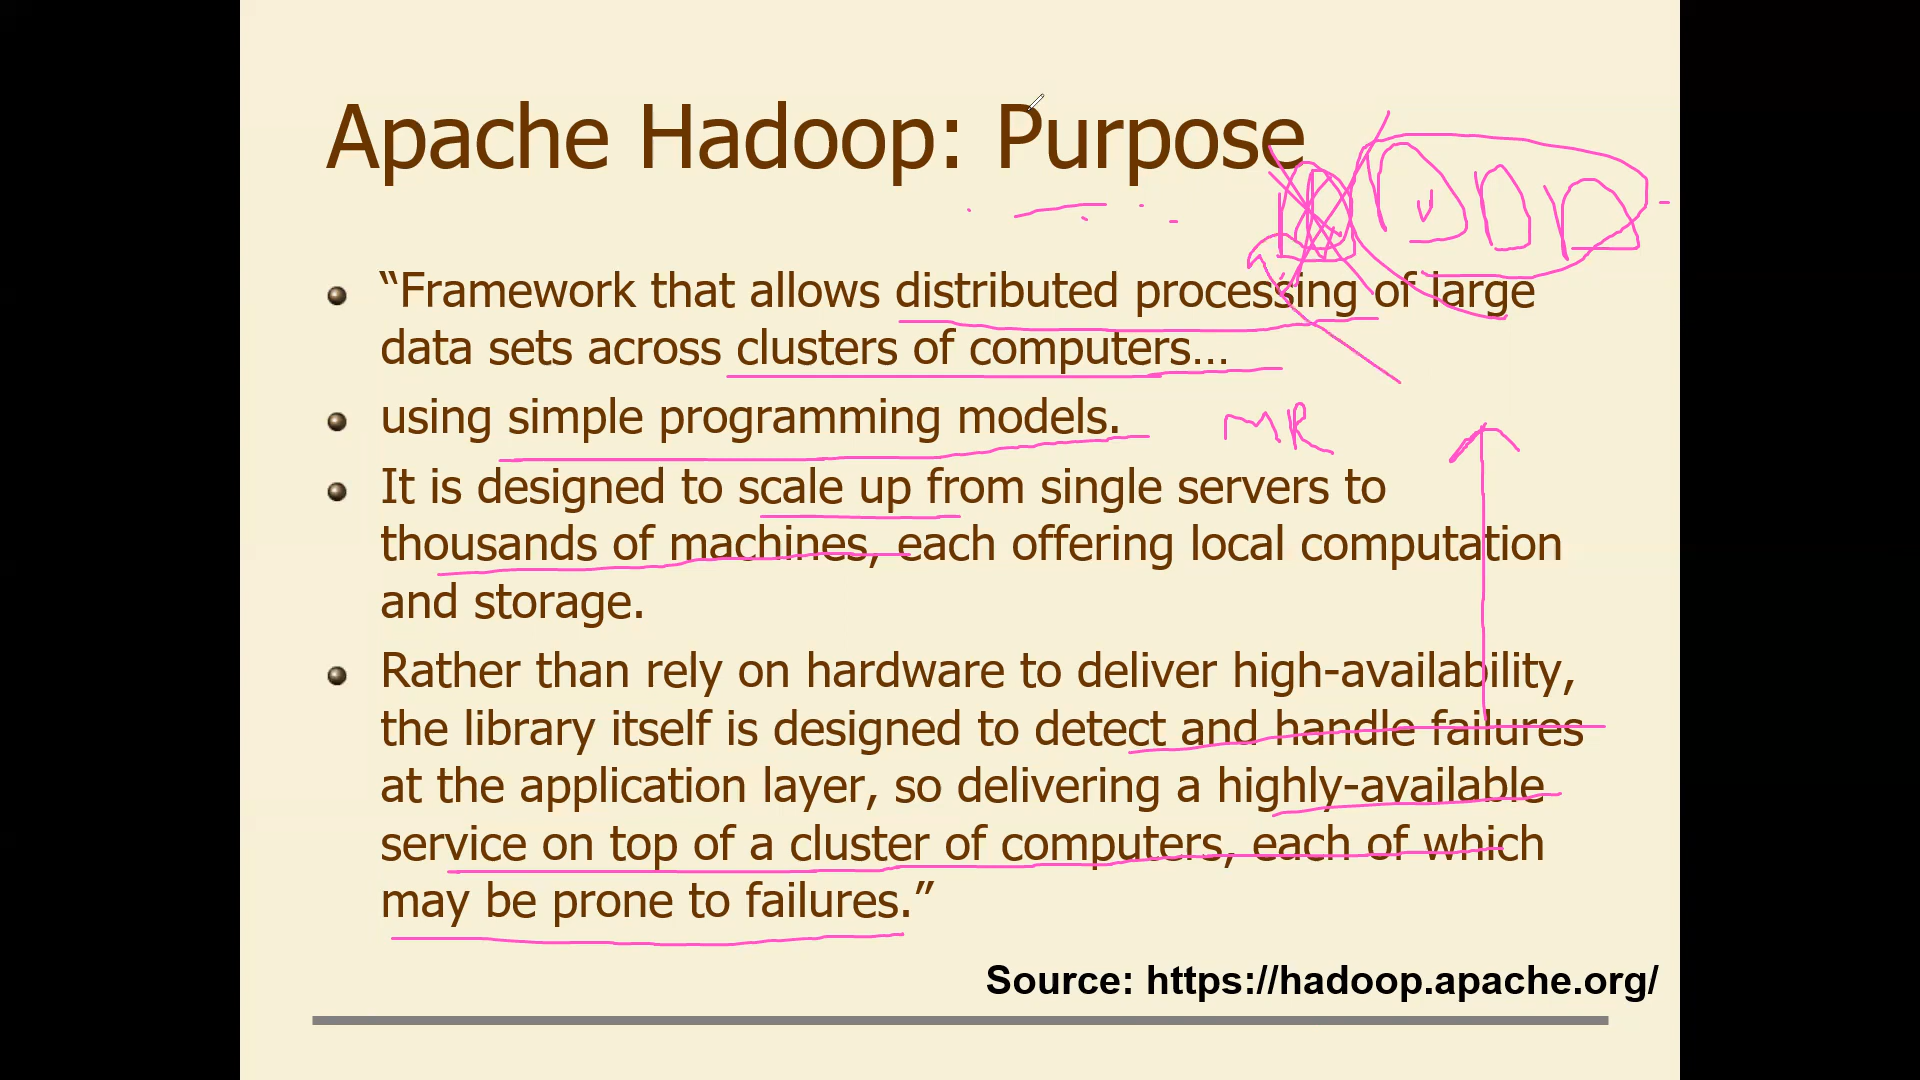 Apache Hadoop: Purpose
“Framework that allows distributed processing of large
data sets across clusters of computers…
using simple programming models.
MR
It is designed to scale up from single servers to
thousands of machines, each offering local computation
and storage.
Rather than rely on hardware to deliver high-availability,
the library itself is designed to detect and handle failures
at the application layer, so delivering a highly-available
service on top of a cluster of computers, each of which
may be prone to failures.”
Source: https://hadoop.apache.org/